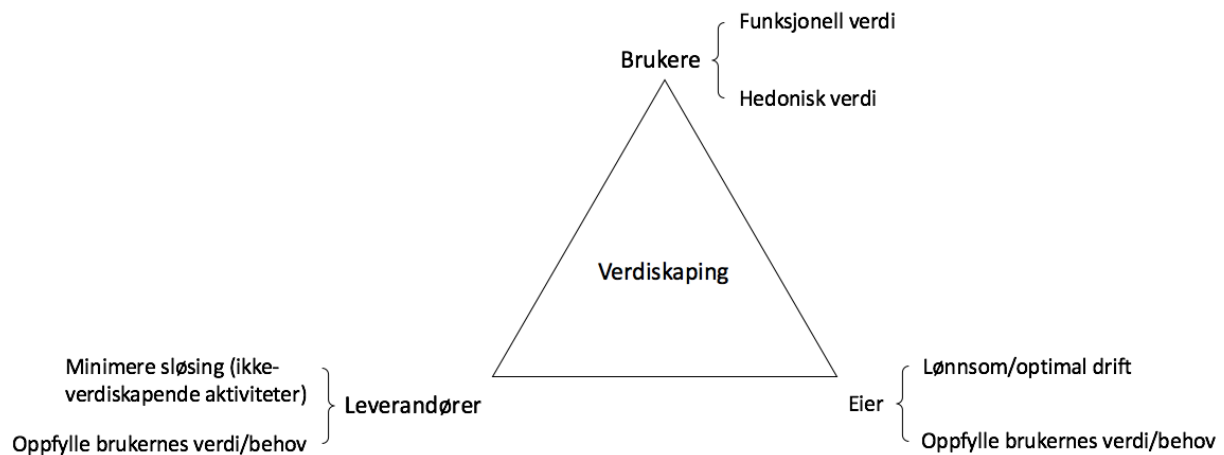 Funksjonell verdi
Brukere
Hedonisk verdi
Verdiskaping
Minimere sløsing (ikke-
verdiskapende aktiviteter)
Leverandører
Oppfylle brukernes verdi/behov
Lønnsom/optimal drift
Eier
Oppfylle brukernes verdi/behov